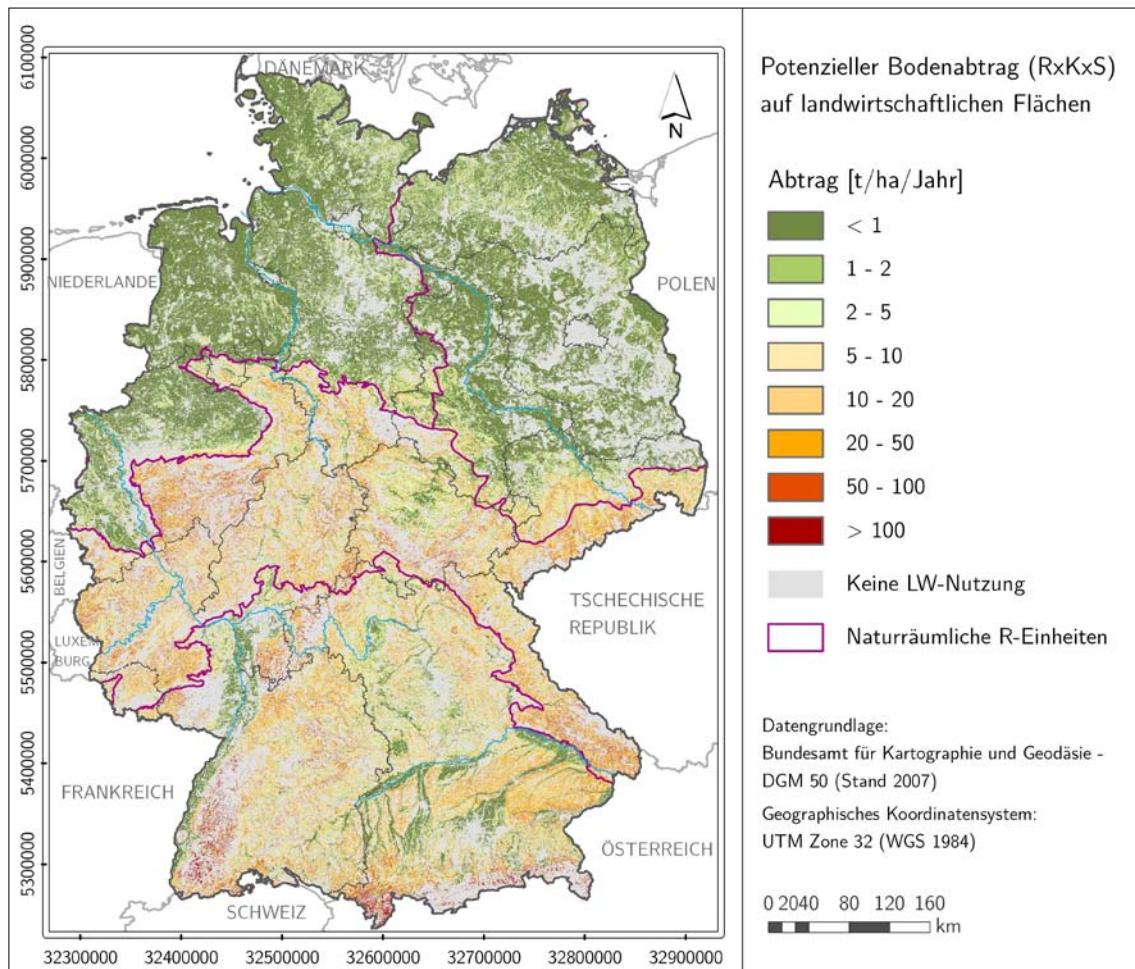 6100000
6000000
5900000
5800000
5700000
5600000
5500000
5400000
5300000
32300000 32400000 32500000 32600000 32700000 32800000 32900000
DÄNEMARK
NIEDERLANDE
POLEN
BELGIEN
LUXEM
BURG
TSCHECHISCHE
REPUBLIK
FRANKREICH
ÖSTERREICH
SCHWEIZ
N
Potenzieller Bodenabtrag (RxKxS)
auf landwirtschaftlichen Flächen
Abtrag [t/ha/Jahr]
< 1
1 - 2
2 - 5
5 - 10
10 - 20
20 - 50
50 - 100
> 100
Keine LW-Nutzung
Naturräumliche R-Einheiten
Datengrundlage:
Bundesamt für Kartographie und Geodäsie -
DGM 50 (Stand 2007)
Geographisches Koordinatensystem:
UTM Zone 32 (WGS 1984)
0 2040 80 120 160
km